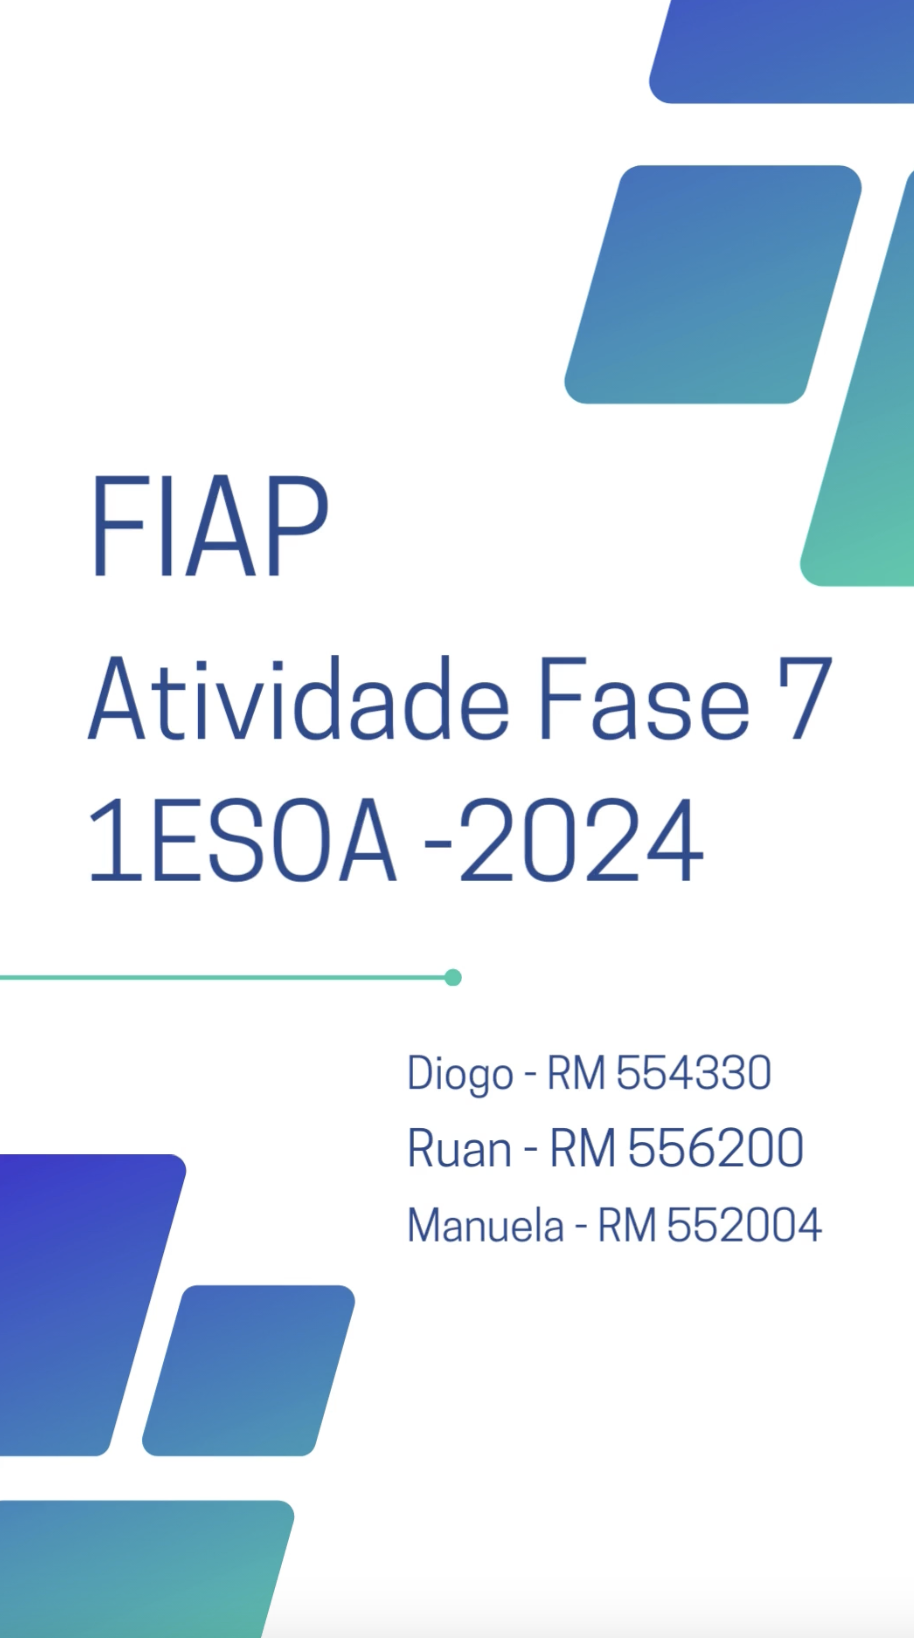 FIAP
Atividade Fase 7
1ESOA -2024
Diogo - RM 554330
Ruan - RM 556200
Manuela - RM 552004